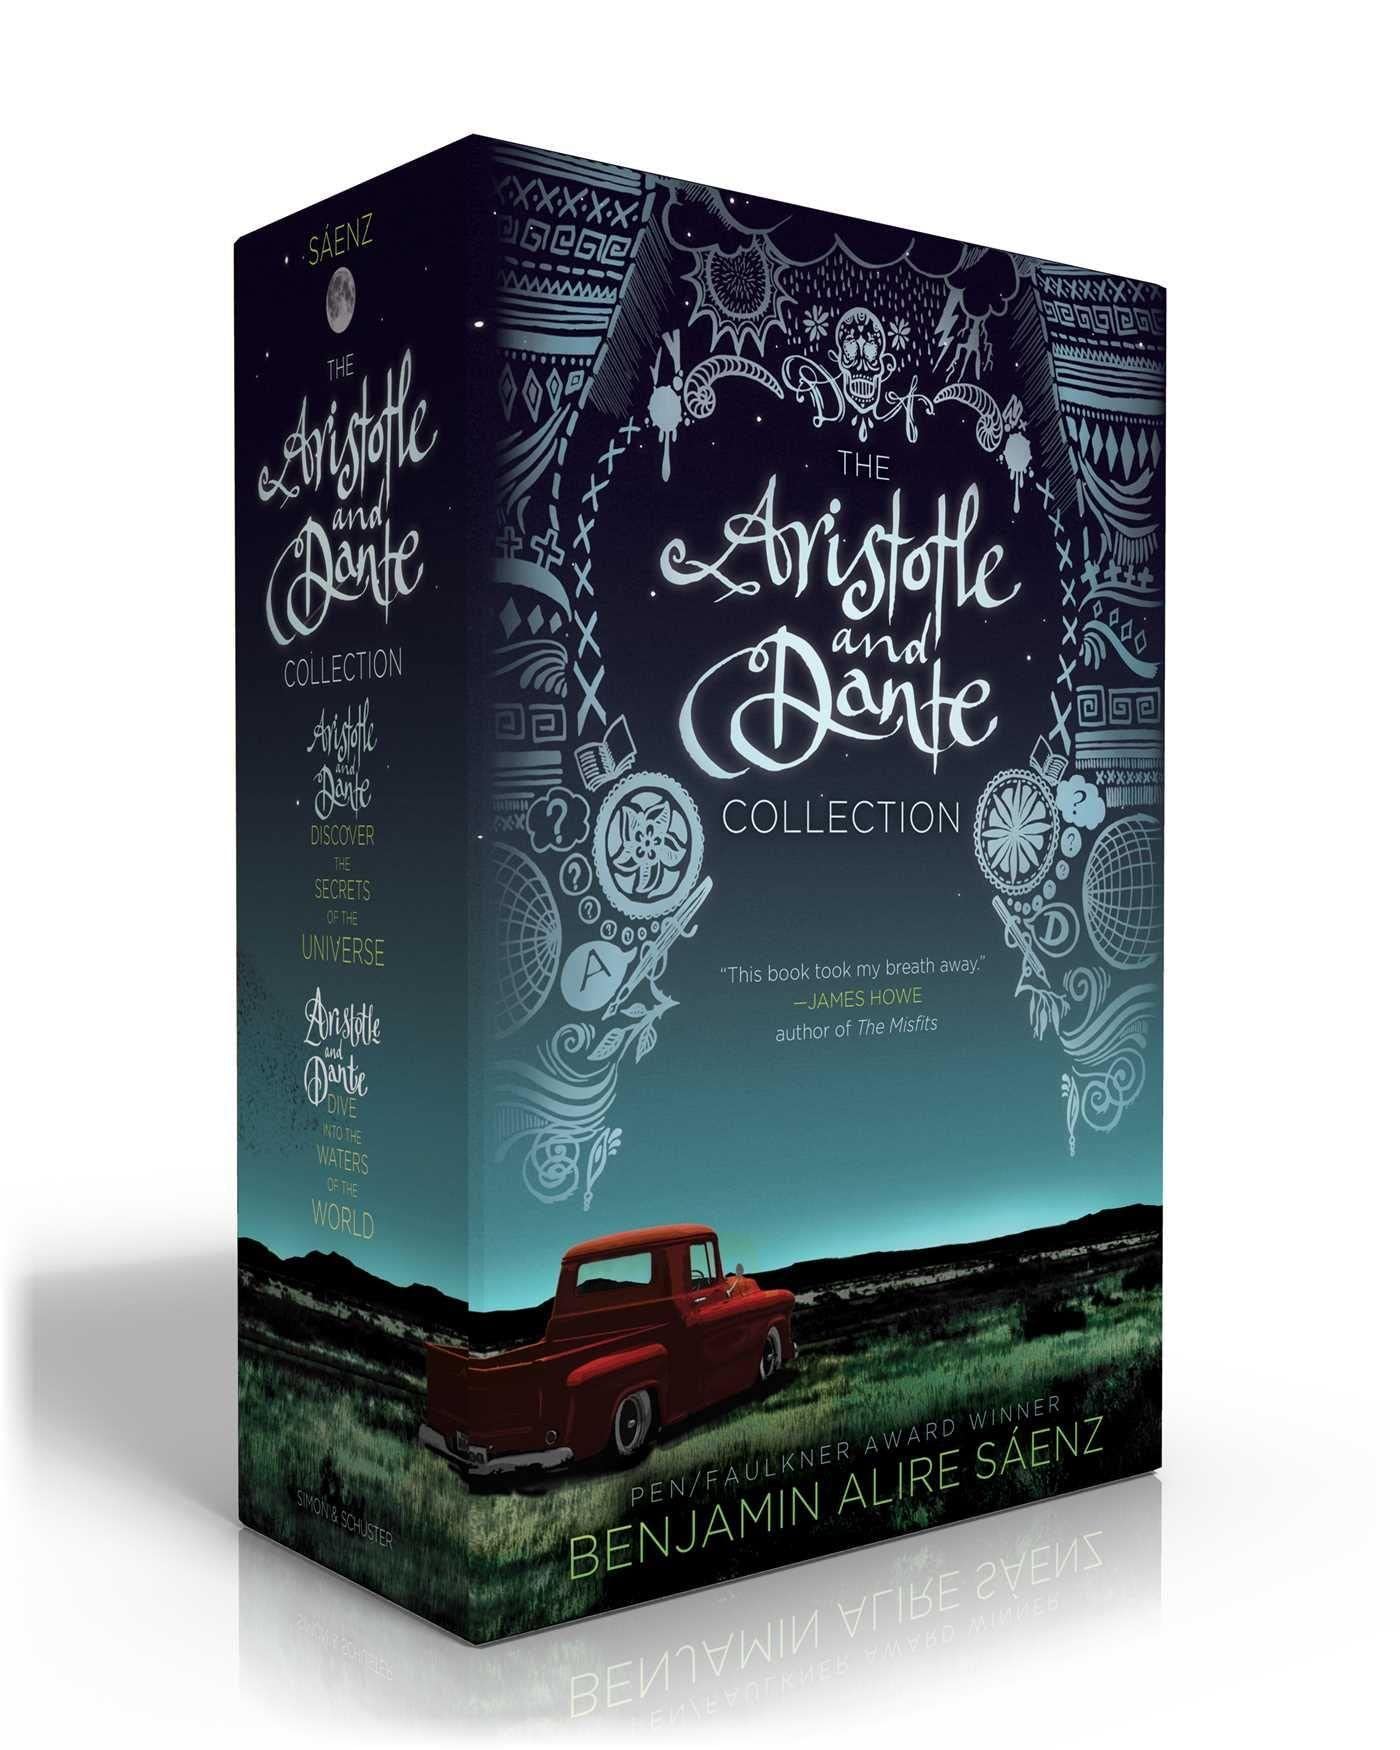 SÁENZ
THE
Aristotle
and
Dante
COLLECTION
Aristotle
and
Dante
DISCOVER
THE
SECRETS
OF THE
UNIVERSE
Aristotle
and
Dante
DIVE
INTO THE
WATERS
OF THE
WORLD
SIMON & SCHUSTER
D A
THE
Aristotle
and
Dante
COLLECTION
?
?
?
?
?
?
A
D
“This book took my breath away.”
—JAMES HOWE
author of The Misfits
PEN/FAULKNER AWARD WINNER
BENJAMIN ALIRE SÁENZ